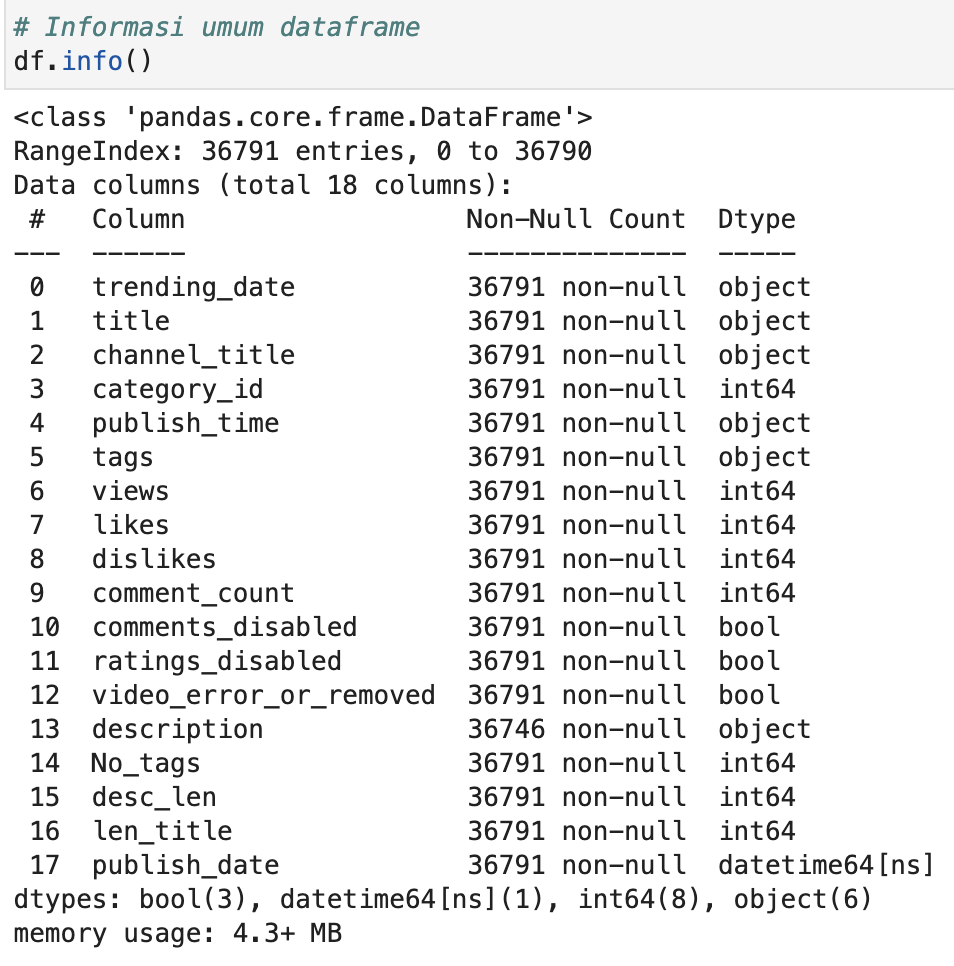 # Informasi umum dataframe
df.info()
<class 'pandas.core.frame.DataFrame'>
RangeIndex: 36791 entries, 0 to 36790
Data columns (total 18 columns):
 #   Column                  Non-Null Count  Dtype
---  ------                  --------------  -----
 0   trending_date           36791 non-null  object
 1   title                   36791 non-null  object
 2   channel_title           36791 non-null  object
 3   category_id             36791 non-null  int64
 4   publish_time            36791 non-null  object
 5   tags                    36791 non-null  object
 6   views                   36791 non-null  int64
 7   likes                   36791 non-null  int64
 8   dislikes                36791 non-null  int64
 9   comment_count           36791 non-null  int64
 10  comments_disabled       36791 non-null  bool
 11  ratings_disabled        36791 non-null  bool
 12  video_error_or_removed  36791 non-null  bool
 13  description             36746 non-null  object
 14  No_tags                 36791 non-null  int64
 15  desc_len                36791 non-null  int64
 16  len_title               36791 non-null  int64
 17  publish_date            36791 non-null  datetime64[ns]
dtypes: bool(3), datetime64[ns](1), int64(8), object(6)
memory usage: 4.3+ MB